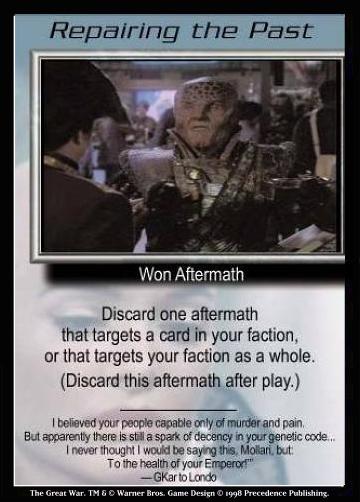 Repairing the Past
Won Aftermath
Discard one aftermath
that targets a card in your faction,
or that targets your faction as a whole.
(Discard this aftermath after play.)
I believed your people capable only of murder and pain.
But apparently there is still a spark of decency in your genetic code...
I never thought I would be saying this, Mollari, but:
To the health of your Emperor!'"
— GKar to Londo
The Great War. TM & © Warner Bros. Game Design © 1998 Precedence Publishing.